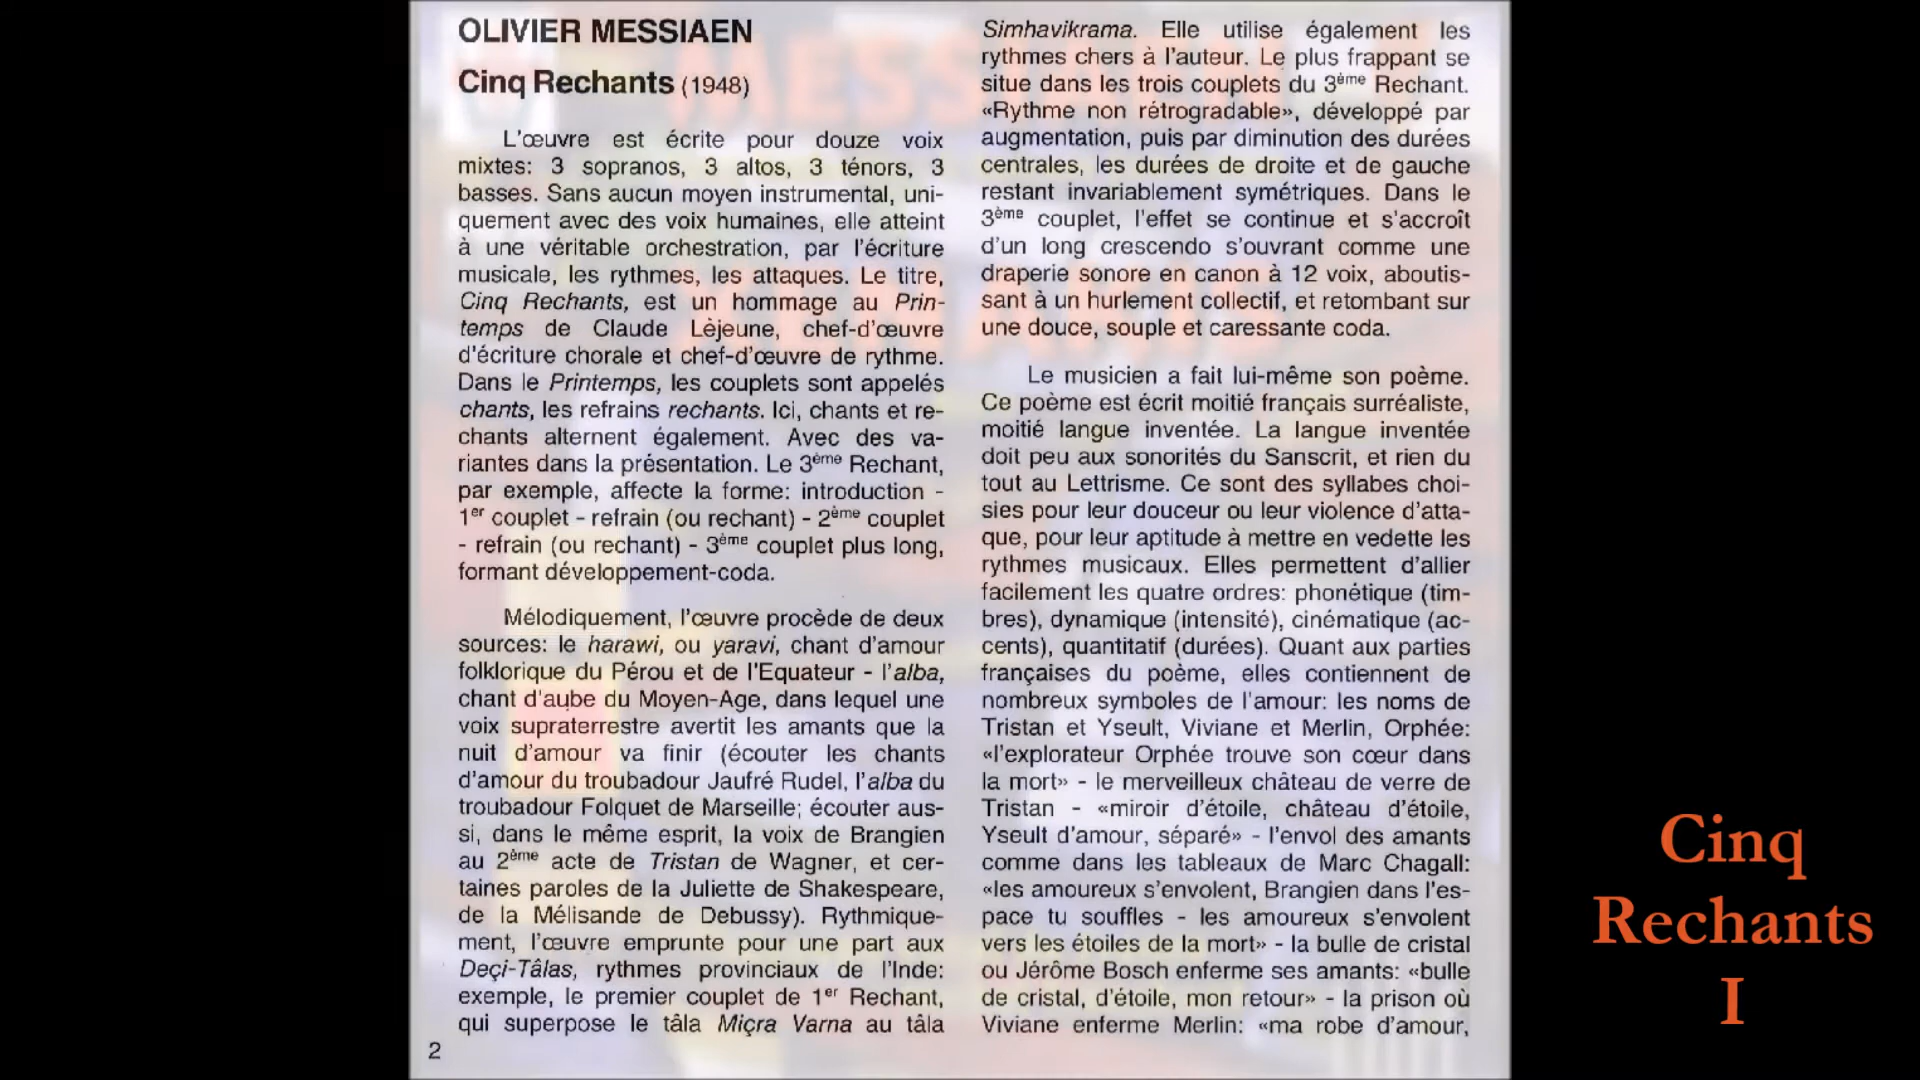 OLIVIER MESSIAEN
Cinq Rechants (1948)
L'œuvre est écrite pour douze voix
mixtes: 3 sopranos, 3 altos, 3 ténors, 3
basses. Sans aucun moyen instrumental, uni-
quement avec des voix humaines, elle atteint
à une véritable orchestration, par l'écriture
musicale, les rythmes, les attaques. Le titre,
Cinq Rechants, est un hommage au Prin-
temps de Claude Lèjeune, chef-d'œuvre
d'écriture chorale et chef-d'œuvre de rythme.
Dans le Printemps, les couplets sont appelés
chants, les refrains rechants. Ici, chants et re-
chants alternent également. Avec des va-
riantes dans la présentation. Le 3ème Rechant,
par exemple, affecte la forme: introduction -
1er couplet - refrain (ou rechant) - 2ème couplet
- refrain (ou rechant) - 3ème couplet plus long,
formant développement-coda.
Mélodiquement, l'œuvre procède de deux
sources: le harawi, ou yaravi, chant d'amour
folklorique du Pérou et de l'Equateur - l'alba,
chant d'aube du Moyen-Age, dans lequel une
voix supraterrestre avertit les amants que la
nuit d'amour va finir (écouter les chants
d'amour du troubadour Jaufré Rudel, l'alba du
troubadour Folquet de Marseille; écouter aus-
si, dans le même esprit, la voix de Brangien
au 2ème acte de Tristan de Wagner, et cer-
taines paroles de la Juliette de Shakespeare,
de la Mélisande de Debussy). Rythmique-
ment, l'œuvre emprunte pour une part aux
Deçi-Tâlas, rythmes provinciaux de l'Inde:
exemple, le premier couplet de 1er Rechant,
qui superpose le tâla Miçra Varna au tâla
2
Simhavikrama. Elle utilise également les
rythmes chers à l'auteur. Le plus frappant se
situe dans les trois couplets du 3ème Rechant.
«Rythme non rétrogradable», développé par
augmentation, puis par diminution des durées
centrales, les durées de droite et de gauche
restant invariablement symétriques. Dans le
3ème couplet, l'effet se continue et s'accroît
d'un long crescendo s'ouvrant comme une
draperie sonore en canon à 12 voix, aboutis-
sant à un hurlement collectif, et retombant sur
une douce, souple et caressante coda.
Le musicien a fait lui-même son poème.
Ce poème est écrit moitié français surréaliste,
moitié langue inventée. La langue inventée
doit peu aux sonorités du Sanscrit, et rien du
tout au Lettrisme. Ce sont des syllabes choi-
sies pour leur douceur ou leur violence d'atta-
que, pour leur aptitude à mettre en vedette les
rythmes musicaux. Elles permettent d'allier
facilement les quatre ordres: phonétique (tim-
bres), dynamique (intensité), cinématique (ac-
cents), quantitatif (durées). Quant aux parties
françaises du poème, elles contiennent de
nombreux symboles de l'amour: les noms de
Tristan et Yseult, Viviane et Merlin, Orphée:
«l'explorateur Orphée trouve son cœur dans
la mort» - le merveilleux château de verre de
Tristan - «miroir d'étoile, château d'étoile,
Yseult d'amour, séparé» - l'envol des amants
comme dans les tableaux de Marc Chagall:
«les amoureux s'envolent, Brangien dans l'es-
pace tu souffles - les amoureux s'envolent
vers les étoiles de la mort» - la bulle de cristal
ou Jérôme Bosch enferme ses amants: «bulle
de cristal, d'étoile, mon retour» - la prison où
Viviane enferme Merlin: «ma robe d'amour,
Cinq
Rechants
I